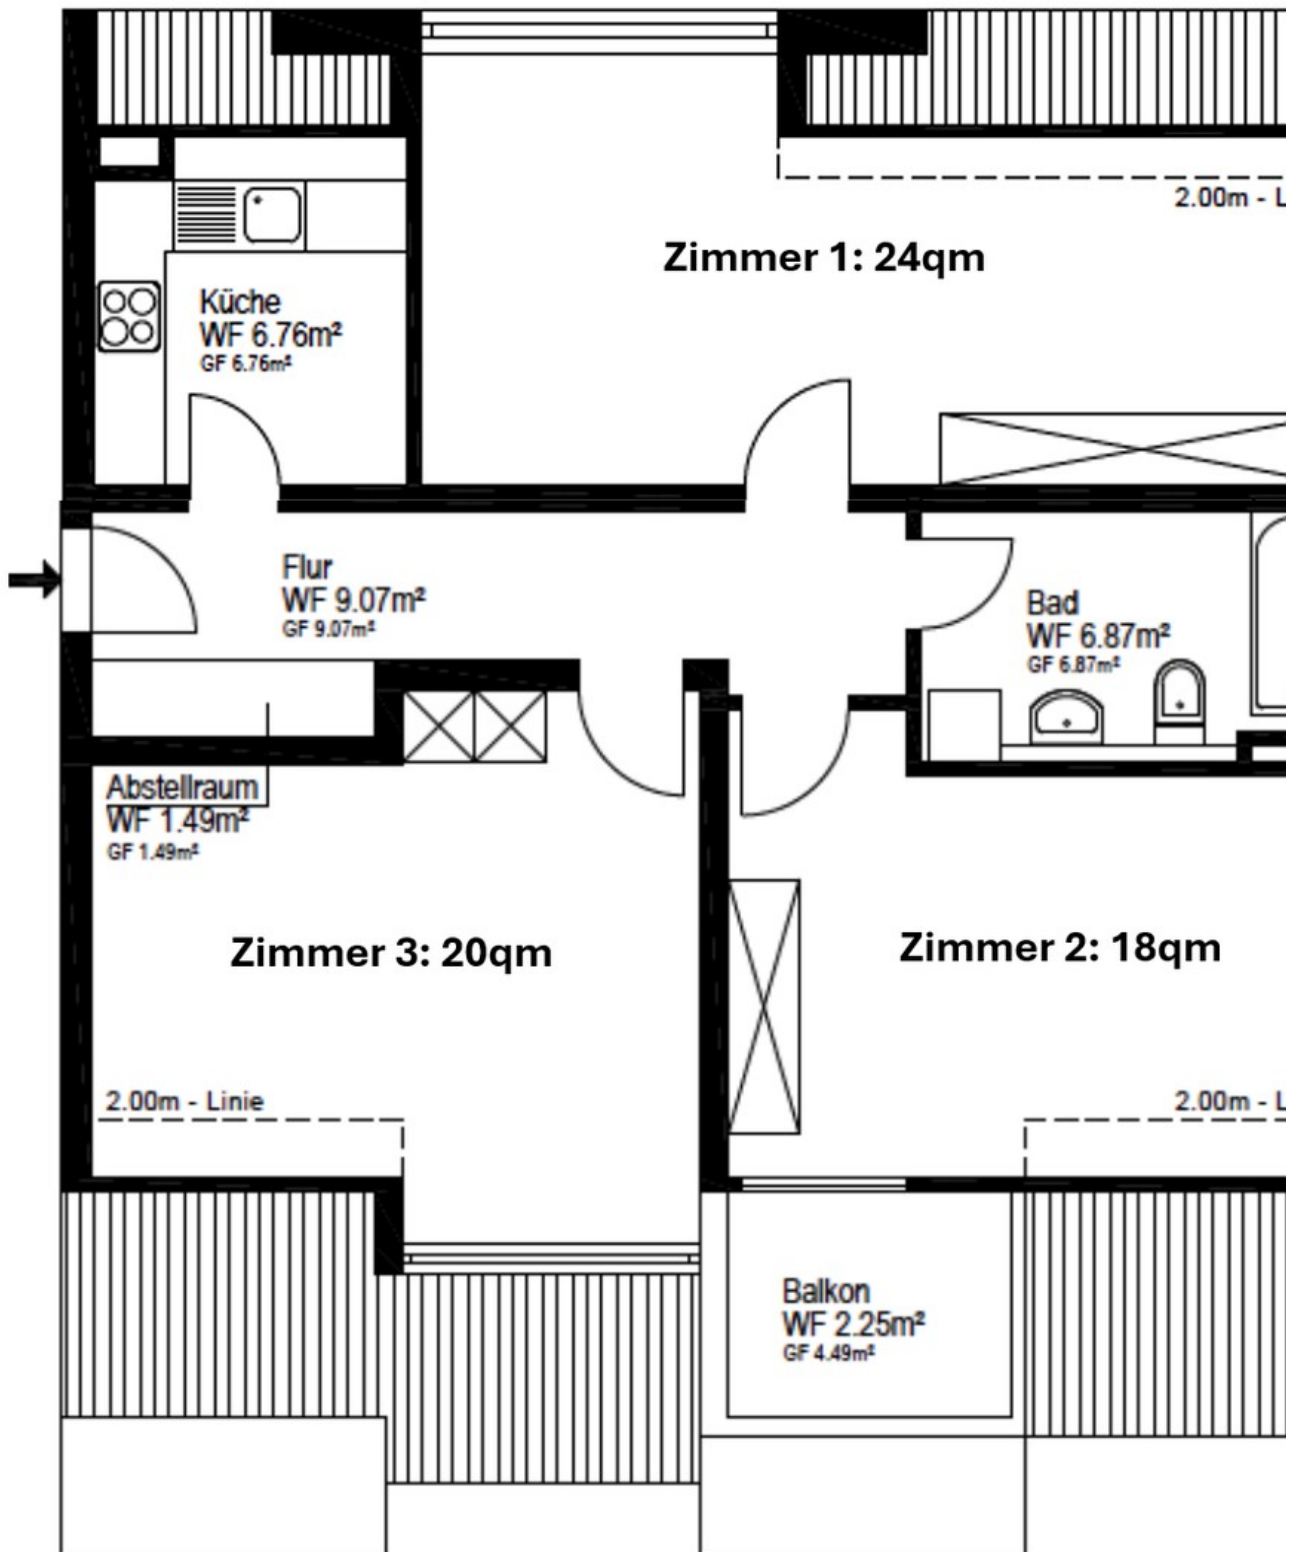 2.00m - L
Zimmer 1: 24qm
Küche
WF 6.76m²
GF 6.76m²
Flur
WF 9.07m²
GF 9.07m²
Bad
WF 6.87m²
GF 6.87m²
Abstellraum
WF 1.49m²
GF 1.49m²
Zimmer 3: 20qm
Zimmer 2: 18qm
2.00m - Linie
2.00m - L
Balkon
WF 2.25m²
GF 4.49m²